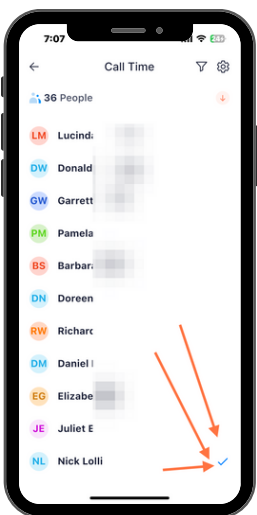 7:07
Call Time
36 People
LM Lucinda
DW Donald
GW Garrett
PM Pamela
BS Barbara
DN Doreen
RW Richard
DM Daniel
EG Elizabe
JE Juliet E
NL Nick Lolli